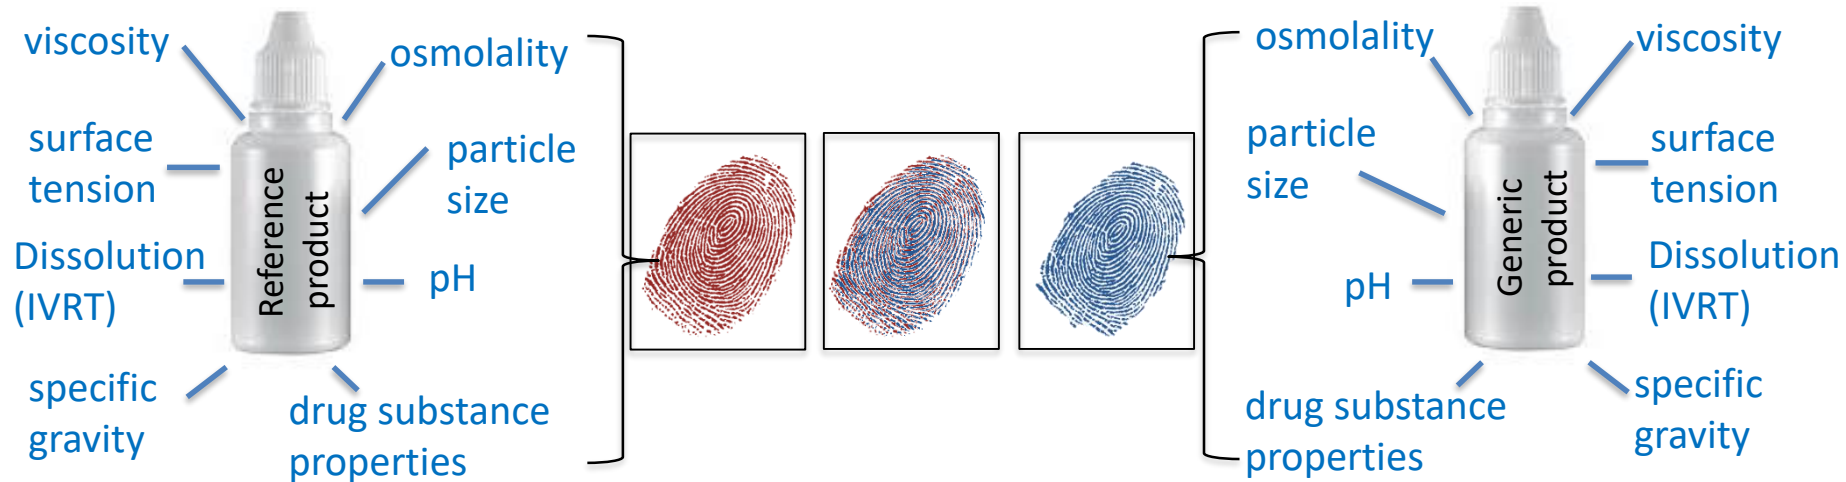 viscosity
osmolality
surface
tension
particle
size
Reference
product
Dissolution
(IVRT)
pH
specific
gravity
drug substance
properties
osmolality
viscosity
particle
size
surface
tension
Generic
product
pH
Dissolution
(IVRT)
drug substance
properties
specific
gravity